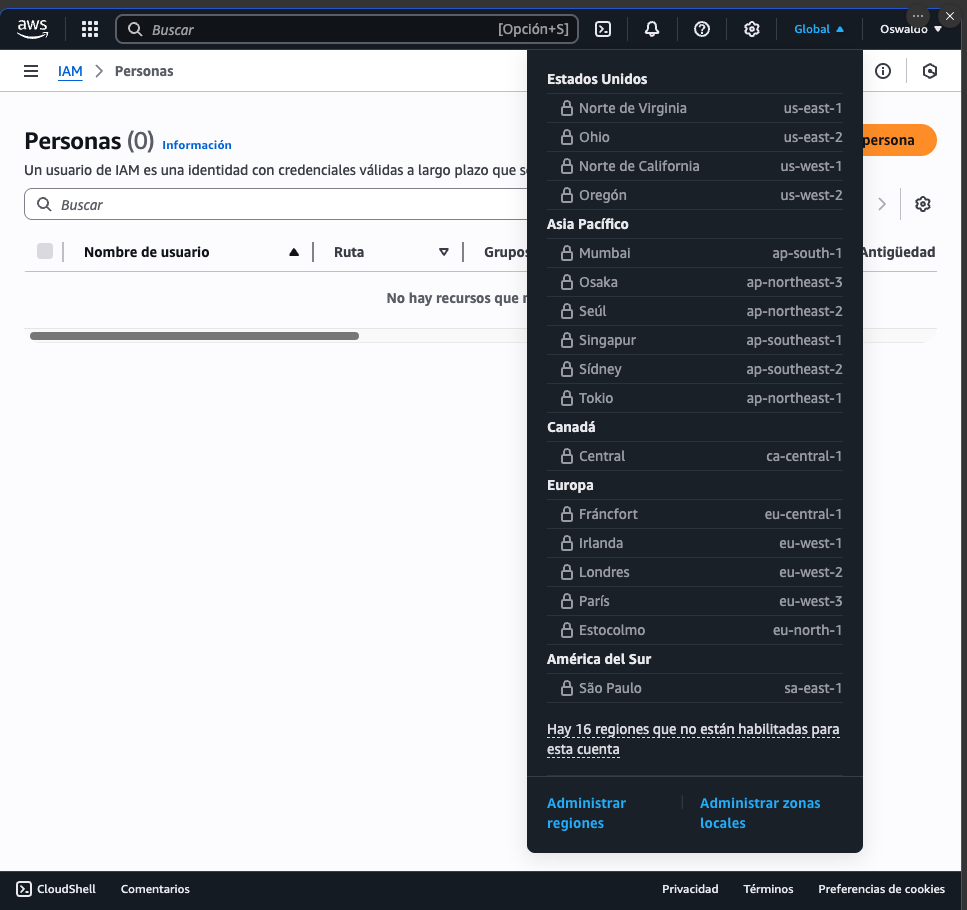 aws
Buscar
[Opción+S]
Global
Oswaldo
IAM
Personas
Personas (0) Información
persona
Un usuario de IAM es una identidad con credenciales válidas a largo plazo que
Buscar
Nombre de usuario
Ruta
Grupos
Antigüedad
No hay recursos que
Estados Unidos
Norte de Virginia us-east-1
Ohio us-east-2
Norte de California us-west-1
Oregón us-west-2
Asia Pacífico
Mumbai ap-south-1
Osaka ap-northeast-3
Seúl ap-northeast-2
Singapur ap-southeast-1
Sídney ap-southeast-2
Tokio ap-northeast-1
Canadá
Central ca-central-1
Europa
Fráncfort eu-central-1
Irlanda eu-west-1
Londres eu-west-2
París eu-west-3
Estocolmo eu-north-1
América del Sur
São Paulo sa-east-1
Hay 16 regiones que no están habilitadas para
esta cuenta
Administrar
regiones
Administrar zonas
locales
CloudShell
Comentarios
Privacidad
Términos
Preferencias de cookies